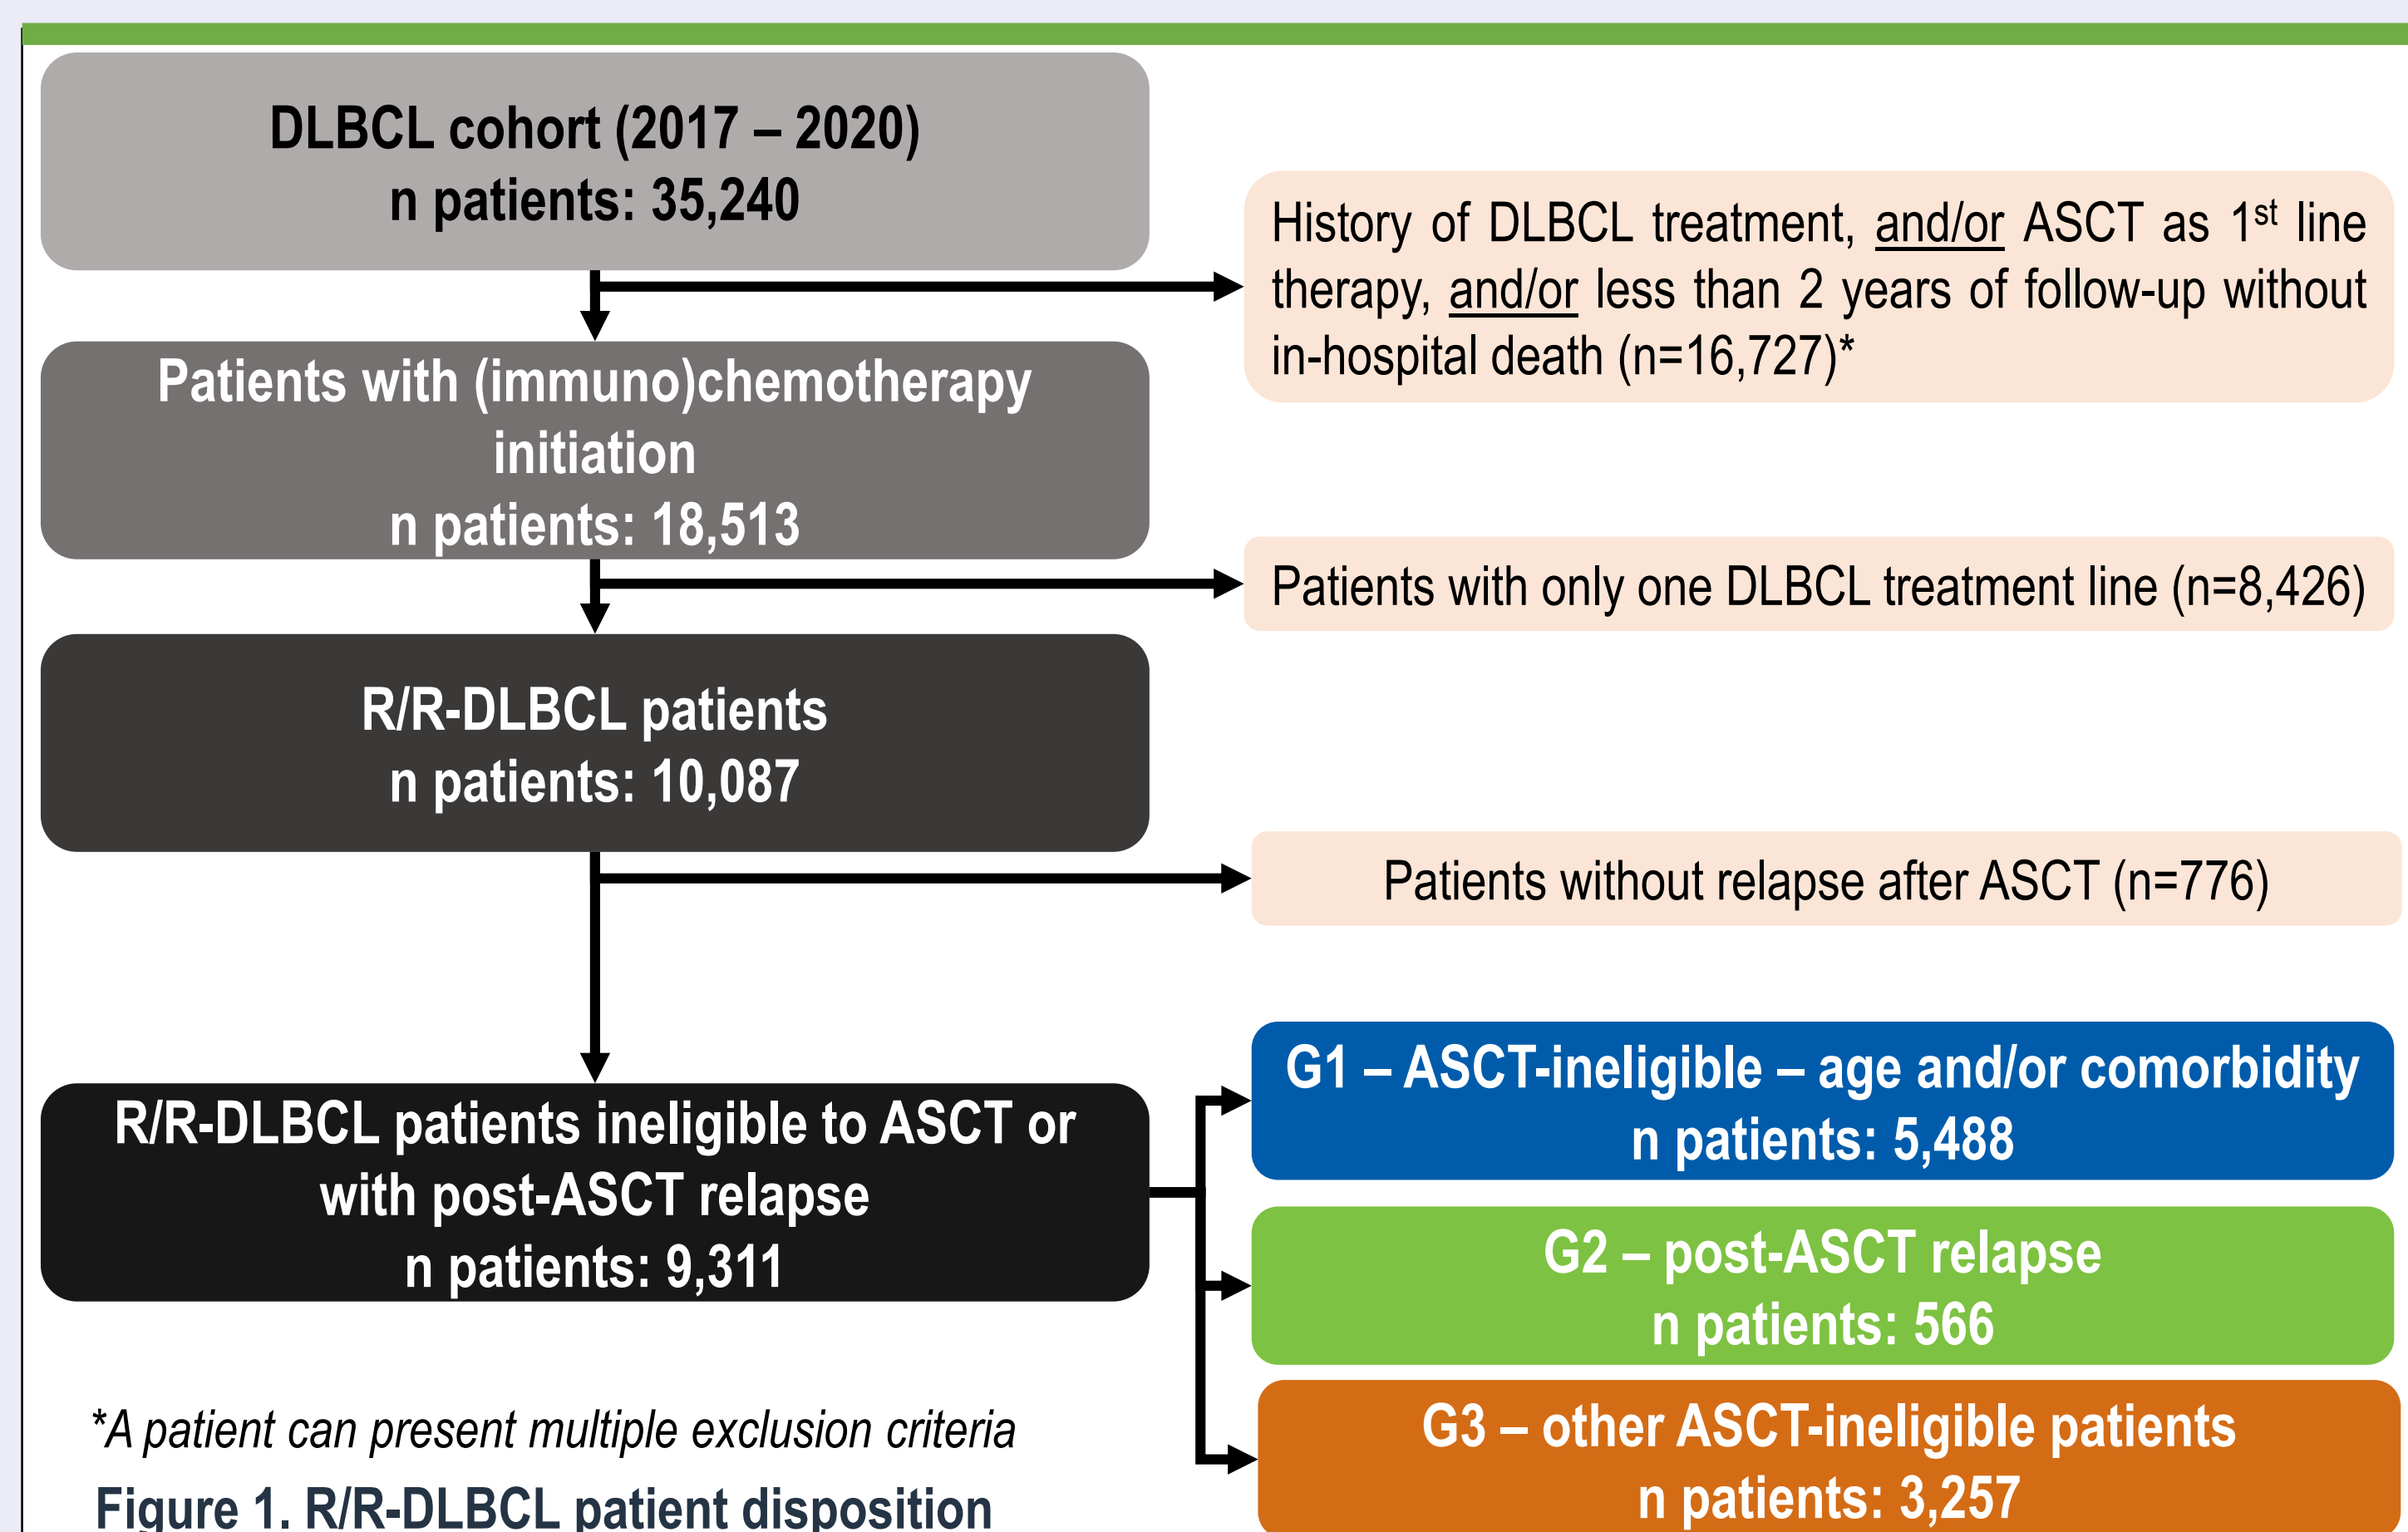 DLBCL cohort (2017 – 2020)
n patients: 35,240
History of DLBCL treatment, and/or ASCT as 1st line
therapy, and/or less than 2 years of follow-up without
in-hospital death (n=16,727)*
Patients with (immuno)chemotherapy
initiation
n patients: 18,513
Patients with only one DLBCL treatment line (n=8,426)
R/R-DLBCL patients
n patients: 10,087
Patients without relapse after ASCT (n=776)
R/R-DLBCL patients ineligible to ASCT or
with post-ASCT relapse
n patients: 9,311
G1 – ASCT-ineligible – age and/or comorbidity
n patients: 5,488
G2 – post-ASCT relapse
n patients: 566
G3 – other ASCT-ineligible patients
n patients: 3,257
*A patient can present multiple exclusion criteria
Figure 1. R/R-DLBCL patient disposition